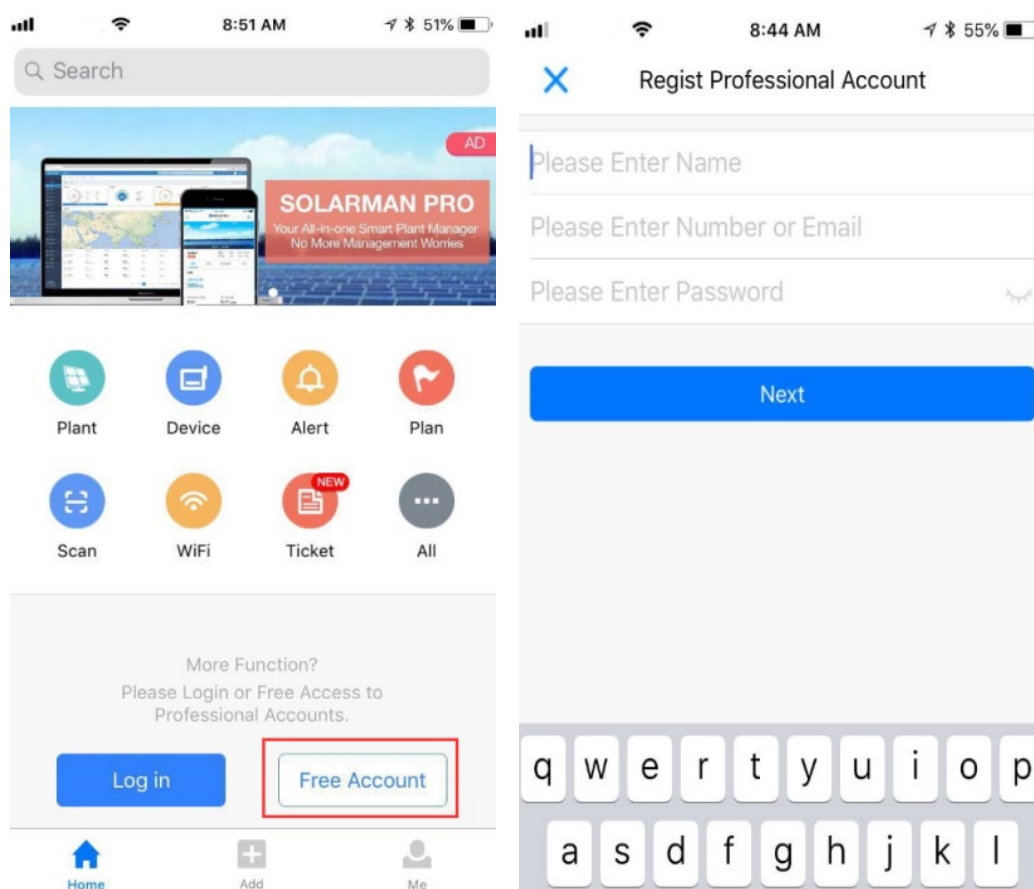 8:51 AM
51%
Search
AD
SOLARMAN PRO
Your All-in-one Smart Plant Manager
No More Management Worries
Plant
Device
Alert
Plan
NEW
Scan
WiFi
Ticket
All
More Function?
Please Login or Free Access to
Professional Accounts.
Log in
Free Account
Home
Add
Me
8:44 AM
55%
Regist Professional Account
Please Enter Name
Please Enter Number or Email
Please Enter Password
Next
q w e r t y u i o p
a s d f g h j k l